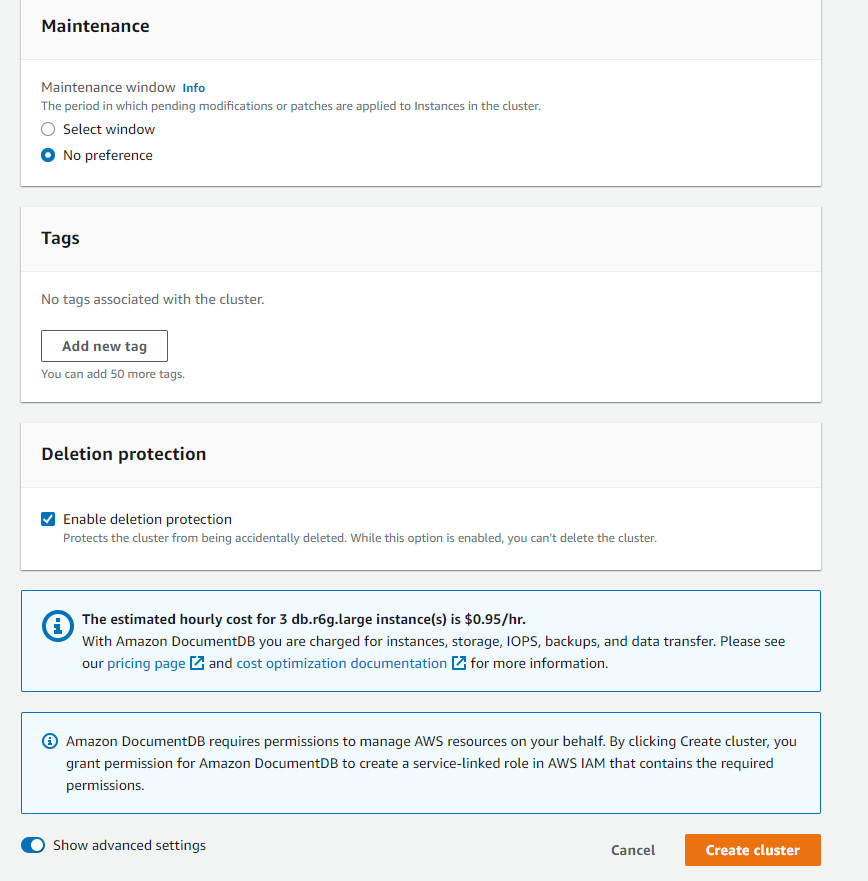 Maintenance
Maintenance window Info
The period in which pending modifications or patches are applied to Instances in the cluster.
Select window
No preference
Tags
No tags associated with the cluster.
Add new tag
You can add 50 more tags.
Deletion protection
Enable deletion protection
Protects the cluster from being accidentally deleted. While this option is enabled, you can't delete the cluster.
The estimated hourly cost for 3 db.r6g.large instance(s) is $0.95/hr.
With Amazon DocumentDB you are charged for instances, storage, IOPS, backups, and data transfer. Please see
our pricing page and cost optimization documentation for more information.
Amazon DocumentDB requires permissions to manage AWS resources on your behalf. By clicking Create cluster, you
grant permission for Amazon DocumentDB to create a service-linked role in AWS IAM that contains the required
permissions.
Show advanced settings
Cancel
Create cluster